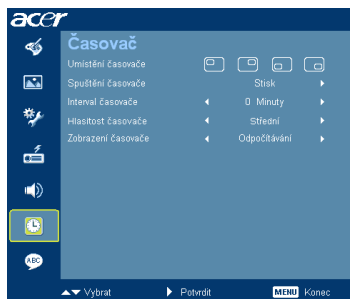 acer
Časovač
Umístění časovače
Spuštění časovače Stisk
Interval časovače 0 Minuty
Hlasitost časovače Střední
Zobrazení časovače Odpočítávání
ABC
Vybrat Potvrdit MENU Konec